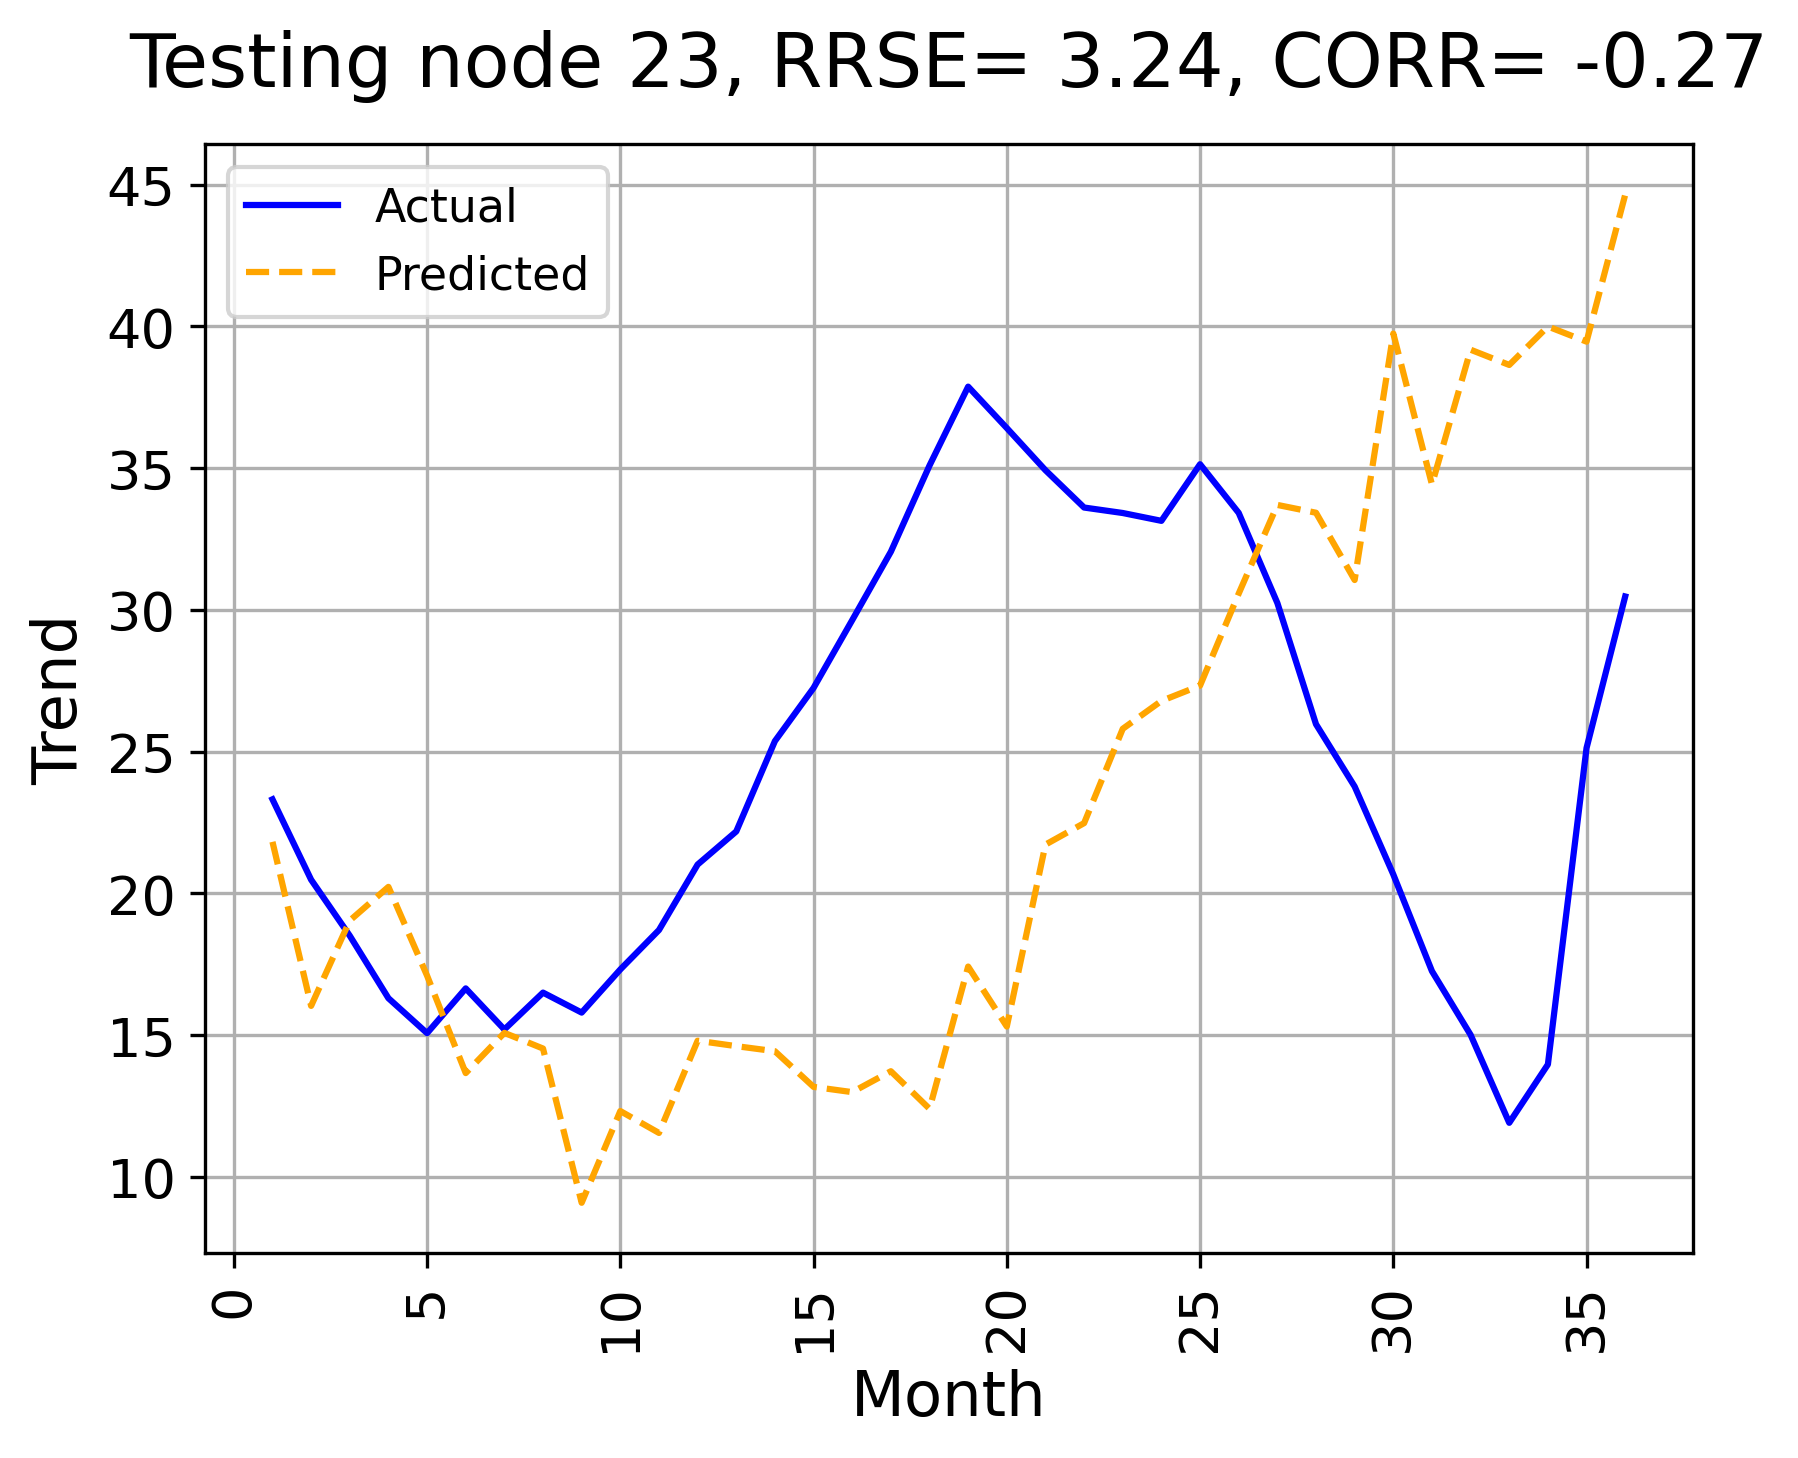 Testing node 23, RRSE= 3.24, CORR= -0.27
Actual
Predicted
45
40
35
30
25
20
15
10
Trend
0 5 10 15 20 25 30 35
Month